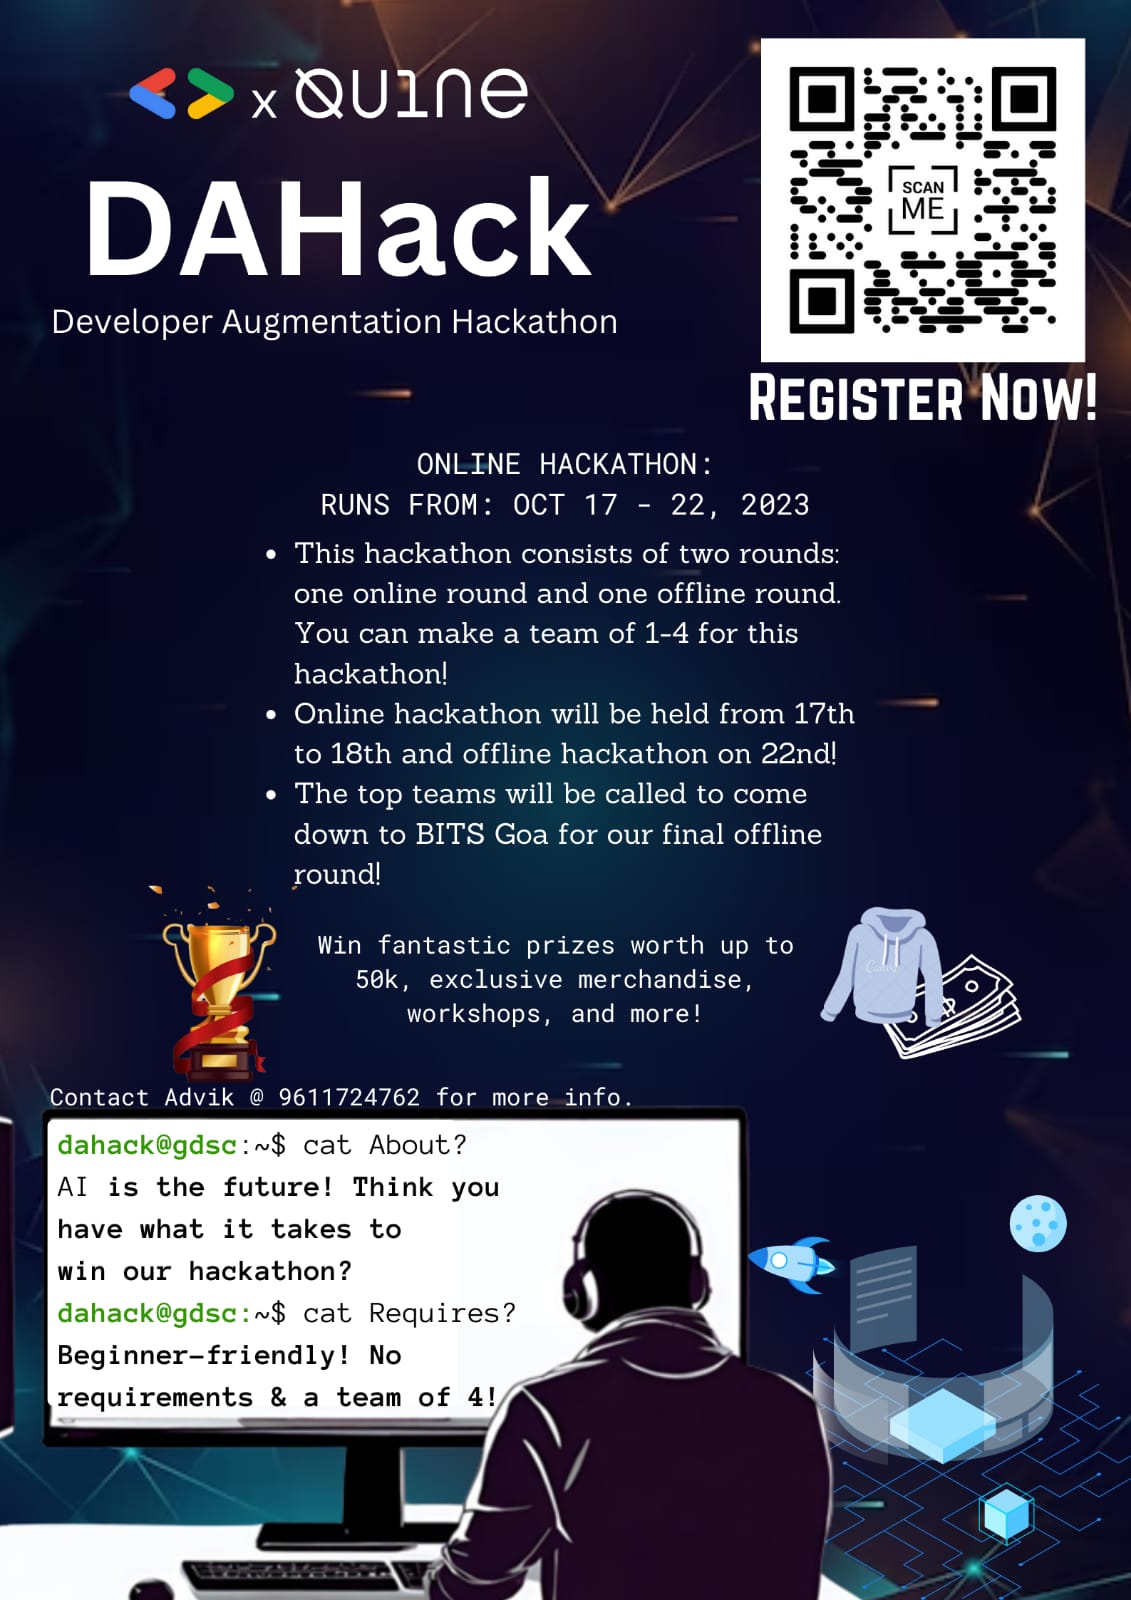 x QUINE
DAHack
Developer Augmentation Hackathon
SCAN
ME
REGISTER NOW!
ONLINE HACKATHON:
RUNS FROM: OCT 17 - 22, 2023
• This hackathon consists of two rounds:
one online round and one offline round.
You can make a team of 1-4 for this
hackathon!
• Online hackathon will be held from 17th
to 18th and offline hackathon on 22nd!
• The top teams will be called to come
down to BITS Goa for our final offline
round!
Win fantastic prizes worth up to
50k, exclusive merchandise,
workshops, and more!
Canva
Contact Advik @ 9611724762 for more info.
dahack@gdsc:~$ cat About?
AI is the future! Think you
have what it takes to
win our hackathon?
dahack@gdsc:~$ cat Requires?
Beginner-friendly! No
requirements & a team of 4!